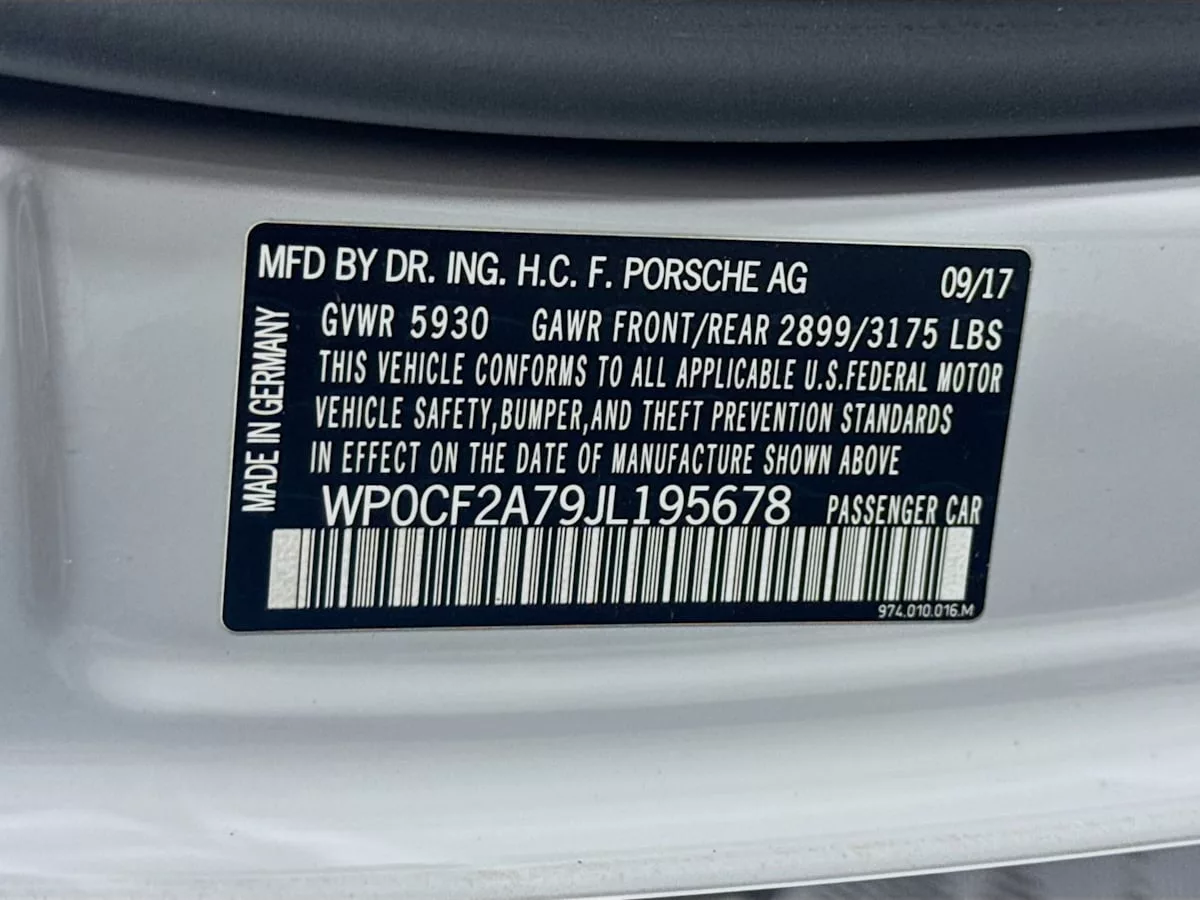 MFD BY DR. ING. H.C. F. PORSCHE AG 09/17
GVWR 5930 GAWR FRONT/REAR 2899/3175 LBS
THIS VEHICLE CONFORMS TO ALL APPLICABLE U.S.FEDERAL MOTOR
VEHICLE SAFETY,BUMPER,AND THEFT PREVENTION STANDARDS
IN EFFECT ON THE DATE OF MANUFACTURE SHOWN ABOVE
WP0CF2A79JL195678 PASSENGER CAR
974.010.016.M
MADE IN GERMANY